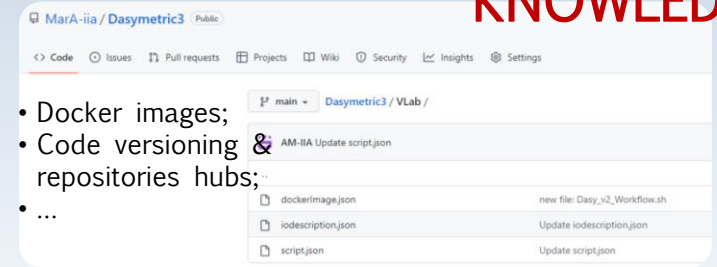 KNOWLED
MarA-iia / Dasymetric3 Public
Code Issues Pull requests Projects Wiki Security Insights Settings
• Docker images;
• Code versioning & repositories hubs;
• ...
main Dasymetric3 / VLab /
AM-IIA Update script.json
..
dockerImage.json new file: Dasy_v2_Workflow.sh
iodescription.json Update iodescription.json
script.json Update script.json